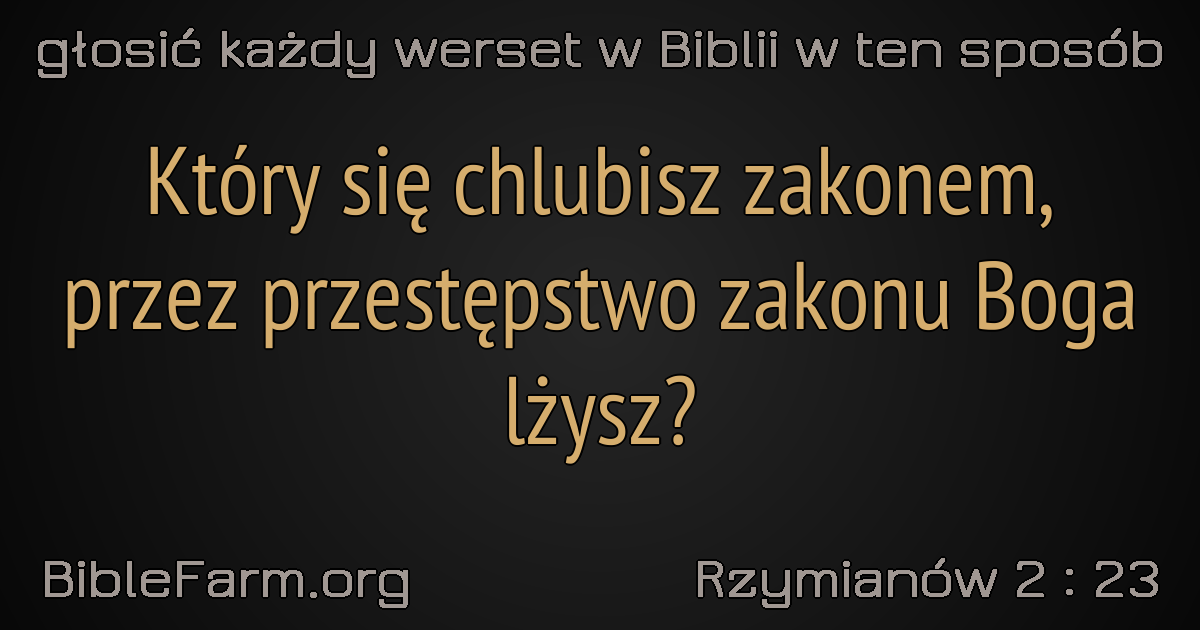 głosić każdy werset w Biblii w ten sposób
Który się chlubisz zakonem,
przez przestępstwo zakonu Boga
lżysz?
BibleFarm.org
Rzymianów 2 : 23